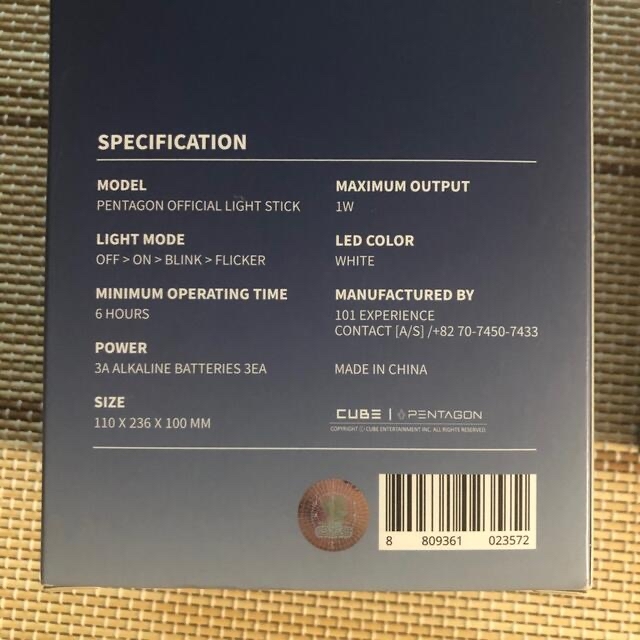 SPECIFICATION
MODEL
PENTAGON OFFICIAL LIGHT STICK
LIGHT MODE
OFF > ON > BLINK > FLICKER
MINIMUM OPERATING TIME
6 HOURS
POWER
3A ALKALINE BATTERIES 3EA
SIZE
110 X 236 X 100 MM
MAXIMUM OUTPUT
1W
LED COLOR
WHITE
MANUFACTURED BY
101 EXPERIENCE
CONTACT [A/S] /+82 70-7450-7433
MADE IN CHINA
CUBE | PENTAGON
COPYRIGHT ⓒ CUBE ENTERTAINMENT INC. ALL RIGHTS RESERVED.
8 809361 023572